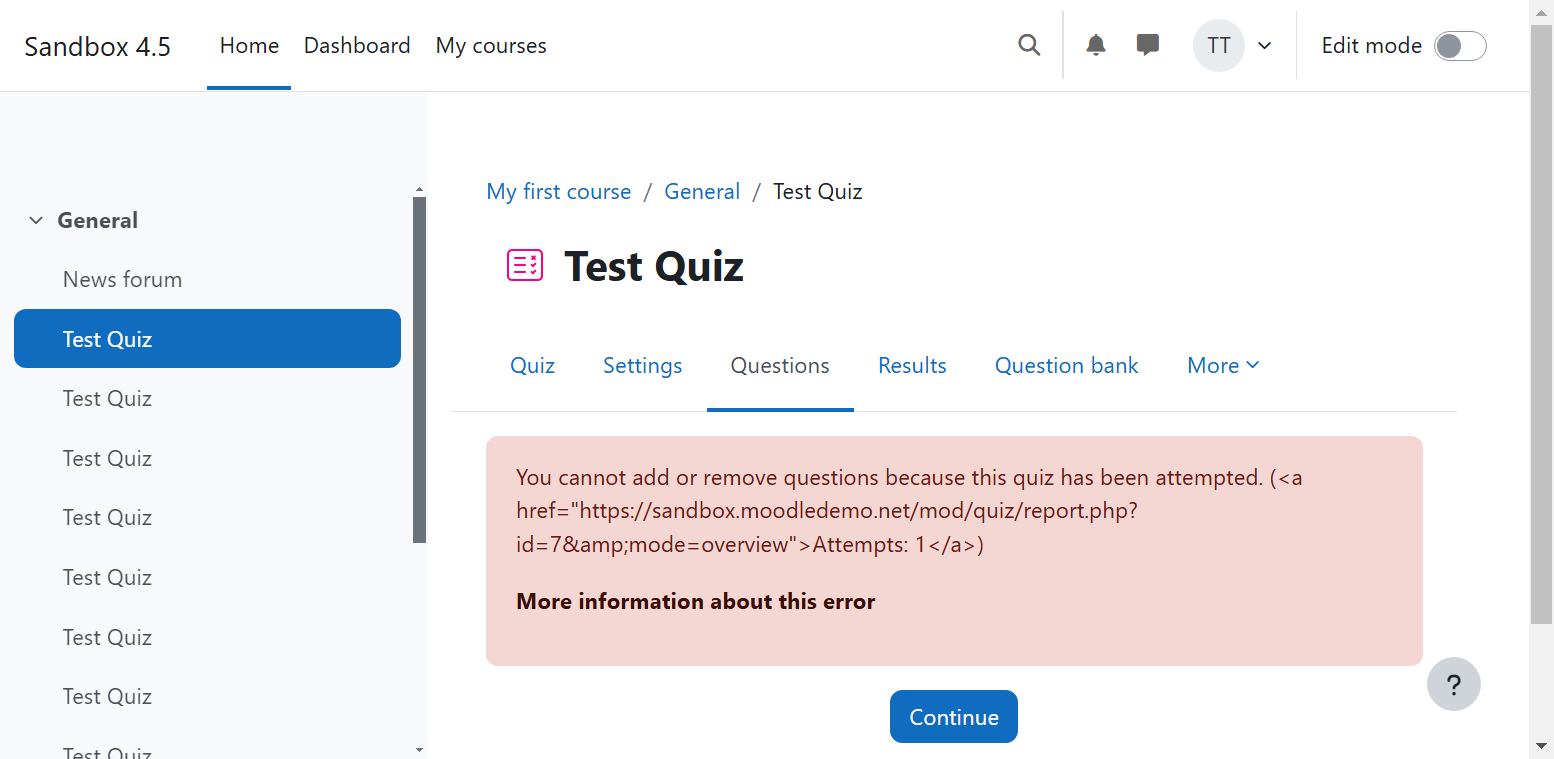 Sandbox 4.5
Home
Dashboard
My courses
TT
Edit mode
General
News forum
Test Quiz
Test Quiz
Test Quiz
Test Quiz
Test Quiz
Test Quiz
Test Quiz
Test Quiz
My first course / General / Test Quiz
Test Quiz
Quiz
Settings
Questions
Results
Question bank
More
You cannot add or remove questions because this quiz has been attempted. (<a
href="https://sandbox.moodledemo.net/mod/quiz/report.php?
id=7&amp;mode=overview">Attempts: 1</a>)
More information about this error
Continue
?